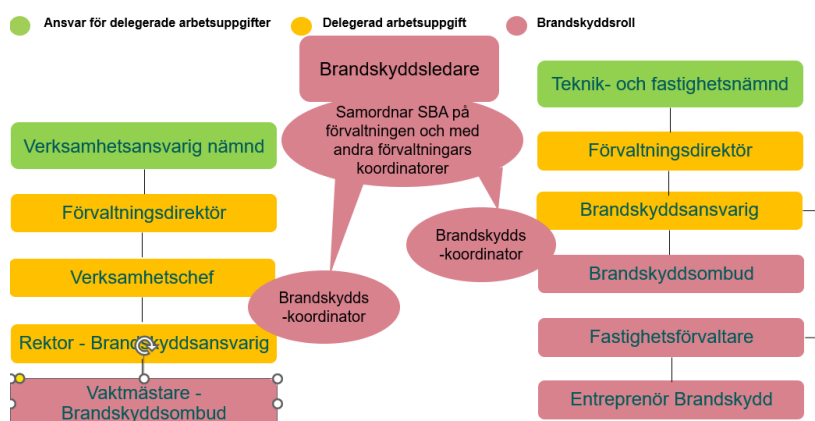 Ansvar för delegerade arbetsuppgifter
Delegerad arbetsuppgift
Brandskyddsroll
Brandskyddsledare
Samordnar SBA på
förvaltningen och med
andra förvaltningars
koordinatorer
Verksamhetsansvarig nämnd
Förvaltningsdirektör
Verksamhetschef
Rektor - Brandskyddsansvarig
Vaktmästare -
Brandskyddsombud
Brandskydds
-koordinator
Brandskydds
-koordinator
Teknik- och fastighetsnämnd
Förvaltningsdirektör
Brandskyddsansvarig
Brandskyddsombud
Fastighetsförvaltare
Entreprenör Brandskydd